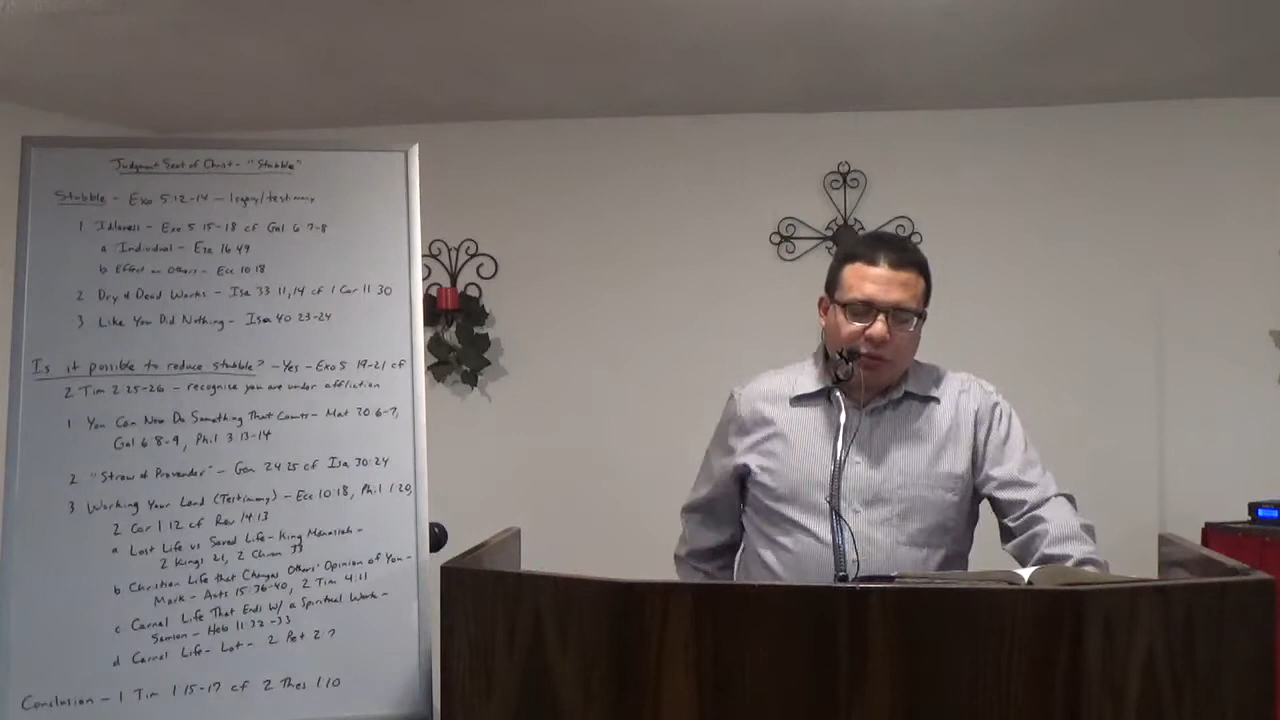 Judgment Seat of Christ - "Stubble"
Stubble - Exo 5:12-14 - legacy/testimony
1 Idleness - Exo 5 15-18 cf Gal 6 7-8
a Individual - Eze 16 49
b Effect on Others - Ecc 10 18
2 Dry & Dead Works - Isa 33 11,14 cf 1 Cor 11 30
3 Like You Did Nothing - Isa 40 23-24
Is it possible to reduce stubble? - Yes - Exo 5 19-21 cf
2 Tim 2 25-26 - recognize you are under affliction
1 You Can Now Do Something That Counts - Mat 20 6-7,
Gal 6 8-9, Phil 3 13-14
2 "Straw & Provender" - Gen 24 25 cf Isa 30:24
3 Working Your Land (Testimony) - Ecc 10 18, Phil 1 20,
2 Cor 1 12 cf Rev 14 13
a Lost Life vs Saved Life - King Manasseh -
2 Kings 21, 2 Chron 33
b Christian Life that Changes Others' Opinion of You -
Mark - Acts 15:36-40, 2 Tim 4:11
c Carnal Life That Ends W/ a Spiritual Work -
Samson - Heb 11 32-33
d Carnal Life - Lot - 2 Pet 2:7
Conclusion - 1 Tim 1 15-17 cf 2 Thes 1 10